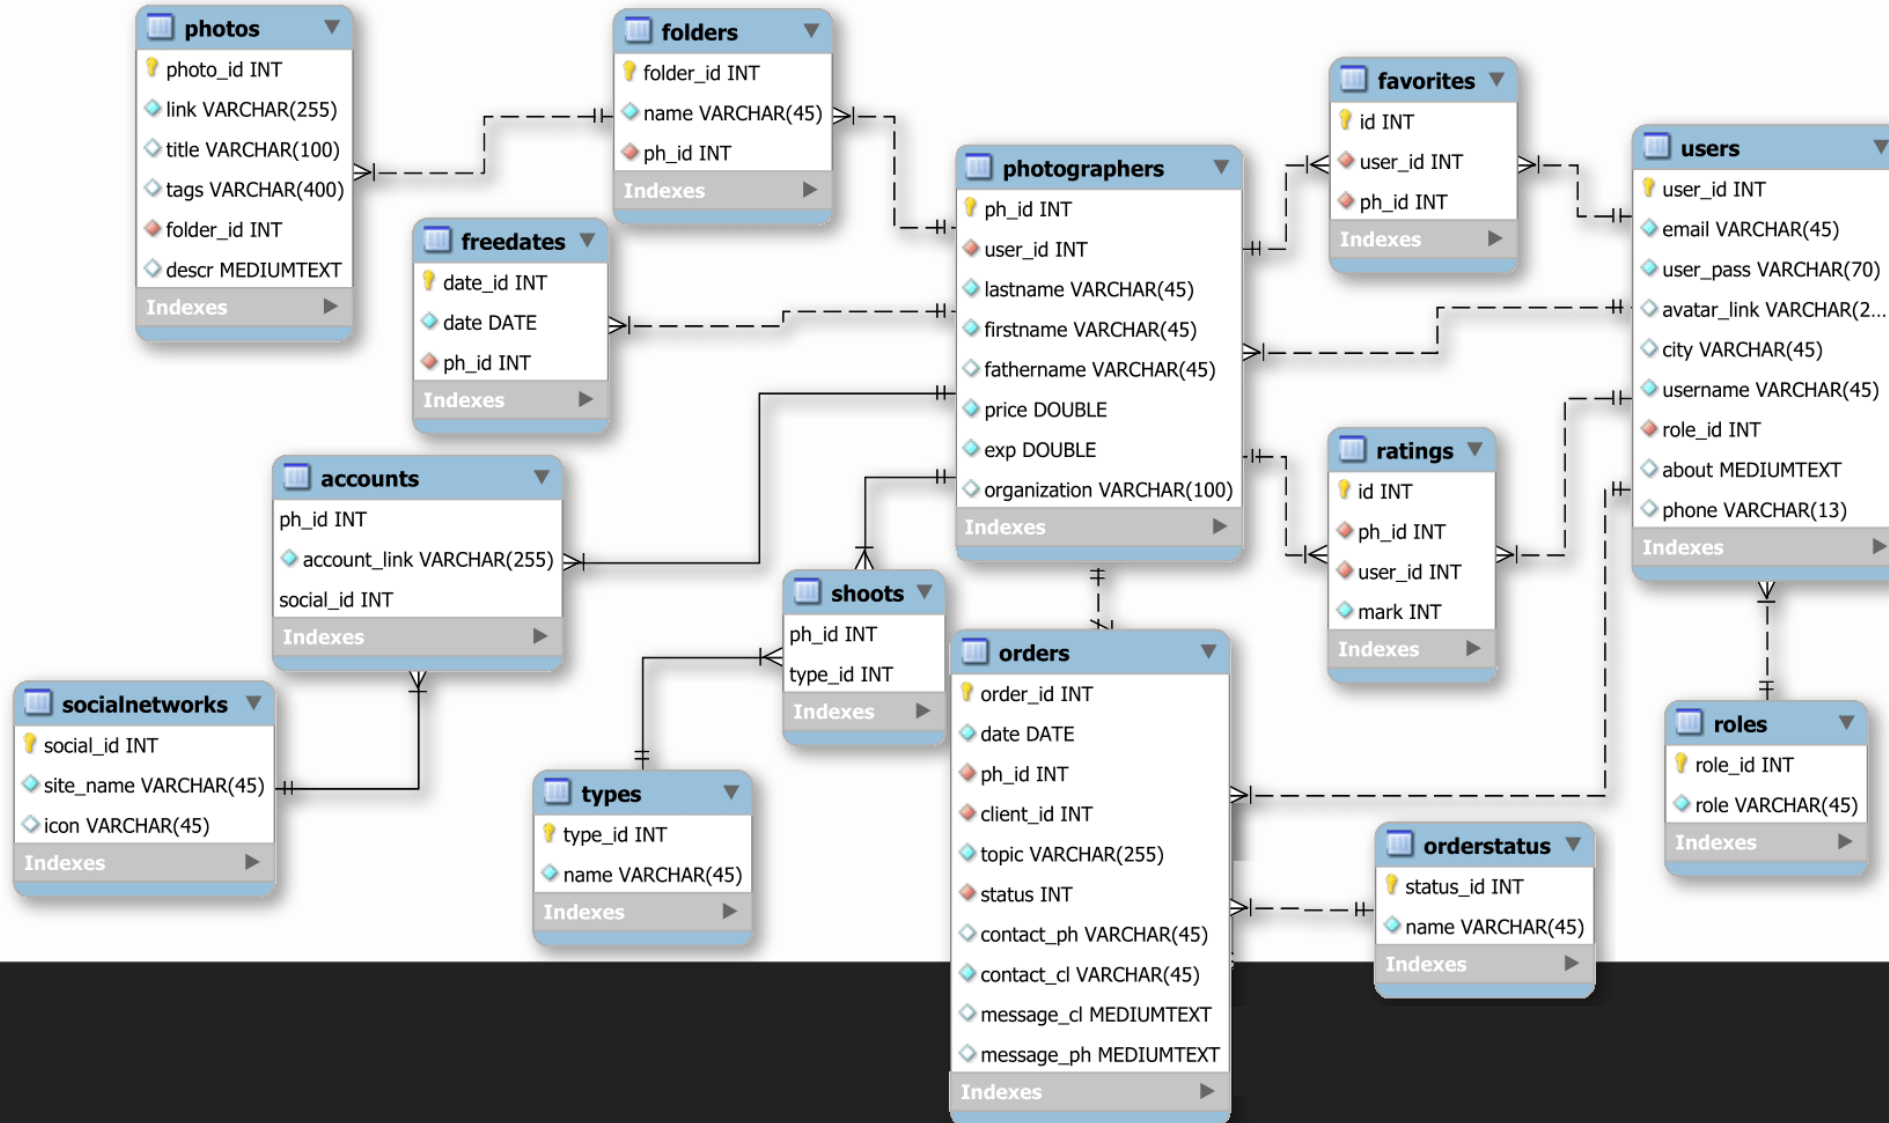 photos
photo_id INT
link VARCHAR(255)
title VARCHAR(100)
tags VARCHAR(400)
folder_id INT
descr MEDIUMTEXT
Indexes
folders
folder_id INT
name VARCHAR(45)
ph_id INT
Indexes
freedates
date_id INT
date DATE
ph_id INT
Indexes
photographers
ph_id INT
user_id INT
lastname VARCHAR(45)
firstname VARCHAR(45)
fathername VARCHAR(45)
price DOUBLE
exp DOUBLE
organization VARCHAR(100)
Indexes
favorites
id INT
user_id INT
ph_id INT
Indexes
users
user_id INT
email VARCHAR(45)
user_pass VARCHAR(70)
avatar_link VARCHAR(2...
city VARCHAR(45)
username VARCHAR(45)
role_id INT
about MEDIUMTEXT
phone VARCHAR(13)
Indexes
accounts
ph_id INT
account_link VARCHAR(255)
social_id INT
Indexes
ratings
id INT
ph_id INT
user_id INT
mark INT
Indexes
shoots
ph_id INT
type_id INT
Indexes
socialnetworks
social_id INT
site_name VARCHAR(45)
icon VARCHAR(45)
Indexes
types
type_id INT
name VARCHAR(45)
Indexes
orders
order_id INT
date DATE
ph_id INT
client_id INT
topic VARCHAR(255)
status INT
contact_ph VARCHAR(45)
contact_cl VARCHAR(45)
message_cl MEDIUMTEXT
message_ph MEDIUMTEXT
Indexes
roles
role_id INT
role VARCHAR(45)
Indexes
orderstatus
status_id INT
name VARCHAR(45)
Indexes